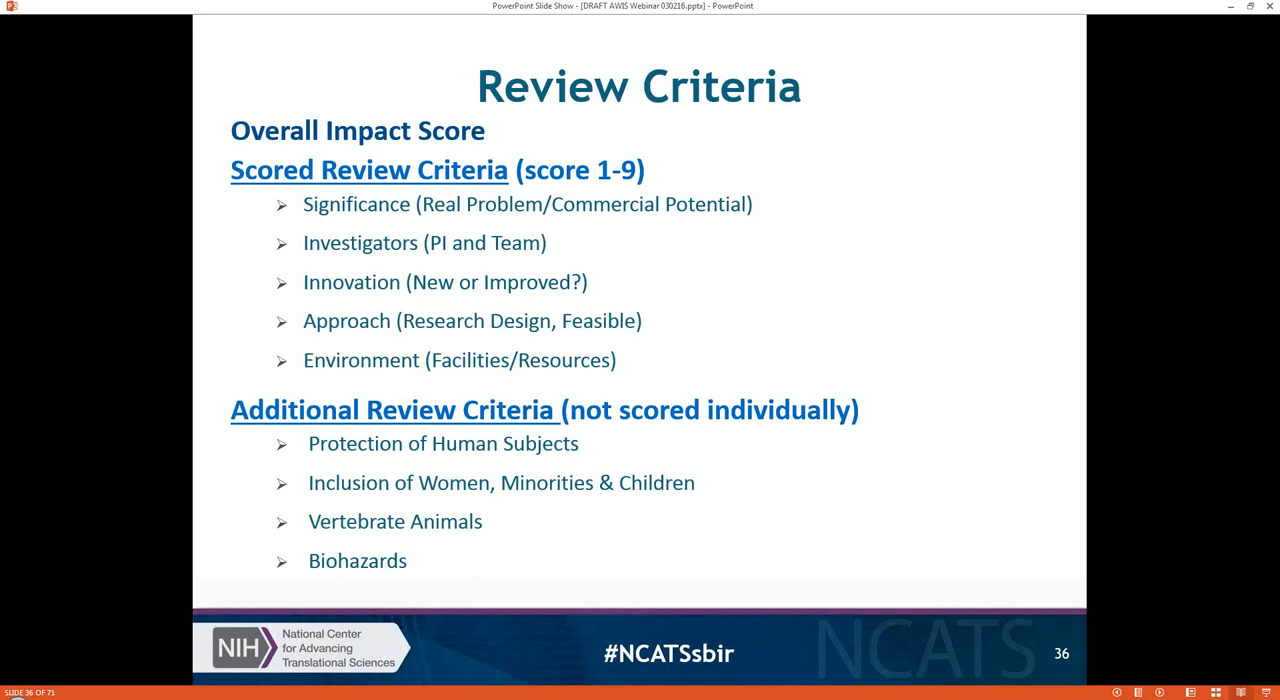 PowerPoint Slide Show - [DRAFT AWIS Webinar 030216.pptx] - PowerPoint
Review Criteria
Overall Impact Score
Scored Review Criteria (score 1-9)
➢ Significance (Real Problem/Commercial Potential)
➢ Investigators (PI and Team)
➢ Innovation (New or Improved?)
➢ Approach (Research Design, Feasible)
➢ Environment (Facilities/Resources)
Additional Review Criteria (not scored individually)
➢ Protection of Human Subjects
➢ Inclusion of Women, Minorities & Children
➢ Vertebrate Animals
➢ Biohazards
NIH
National Center
for Advancing
Translational Sciences
#NCATSsbir
NCATS
36
SLIDE 36 OF 71